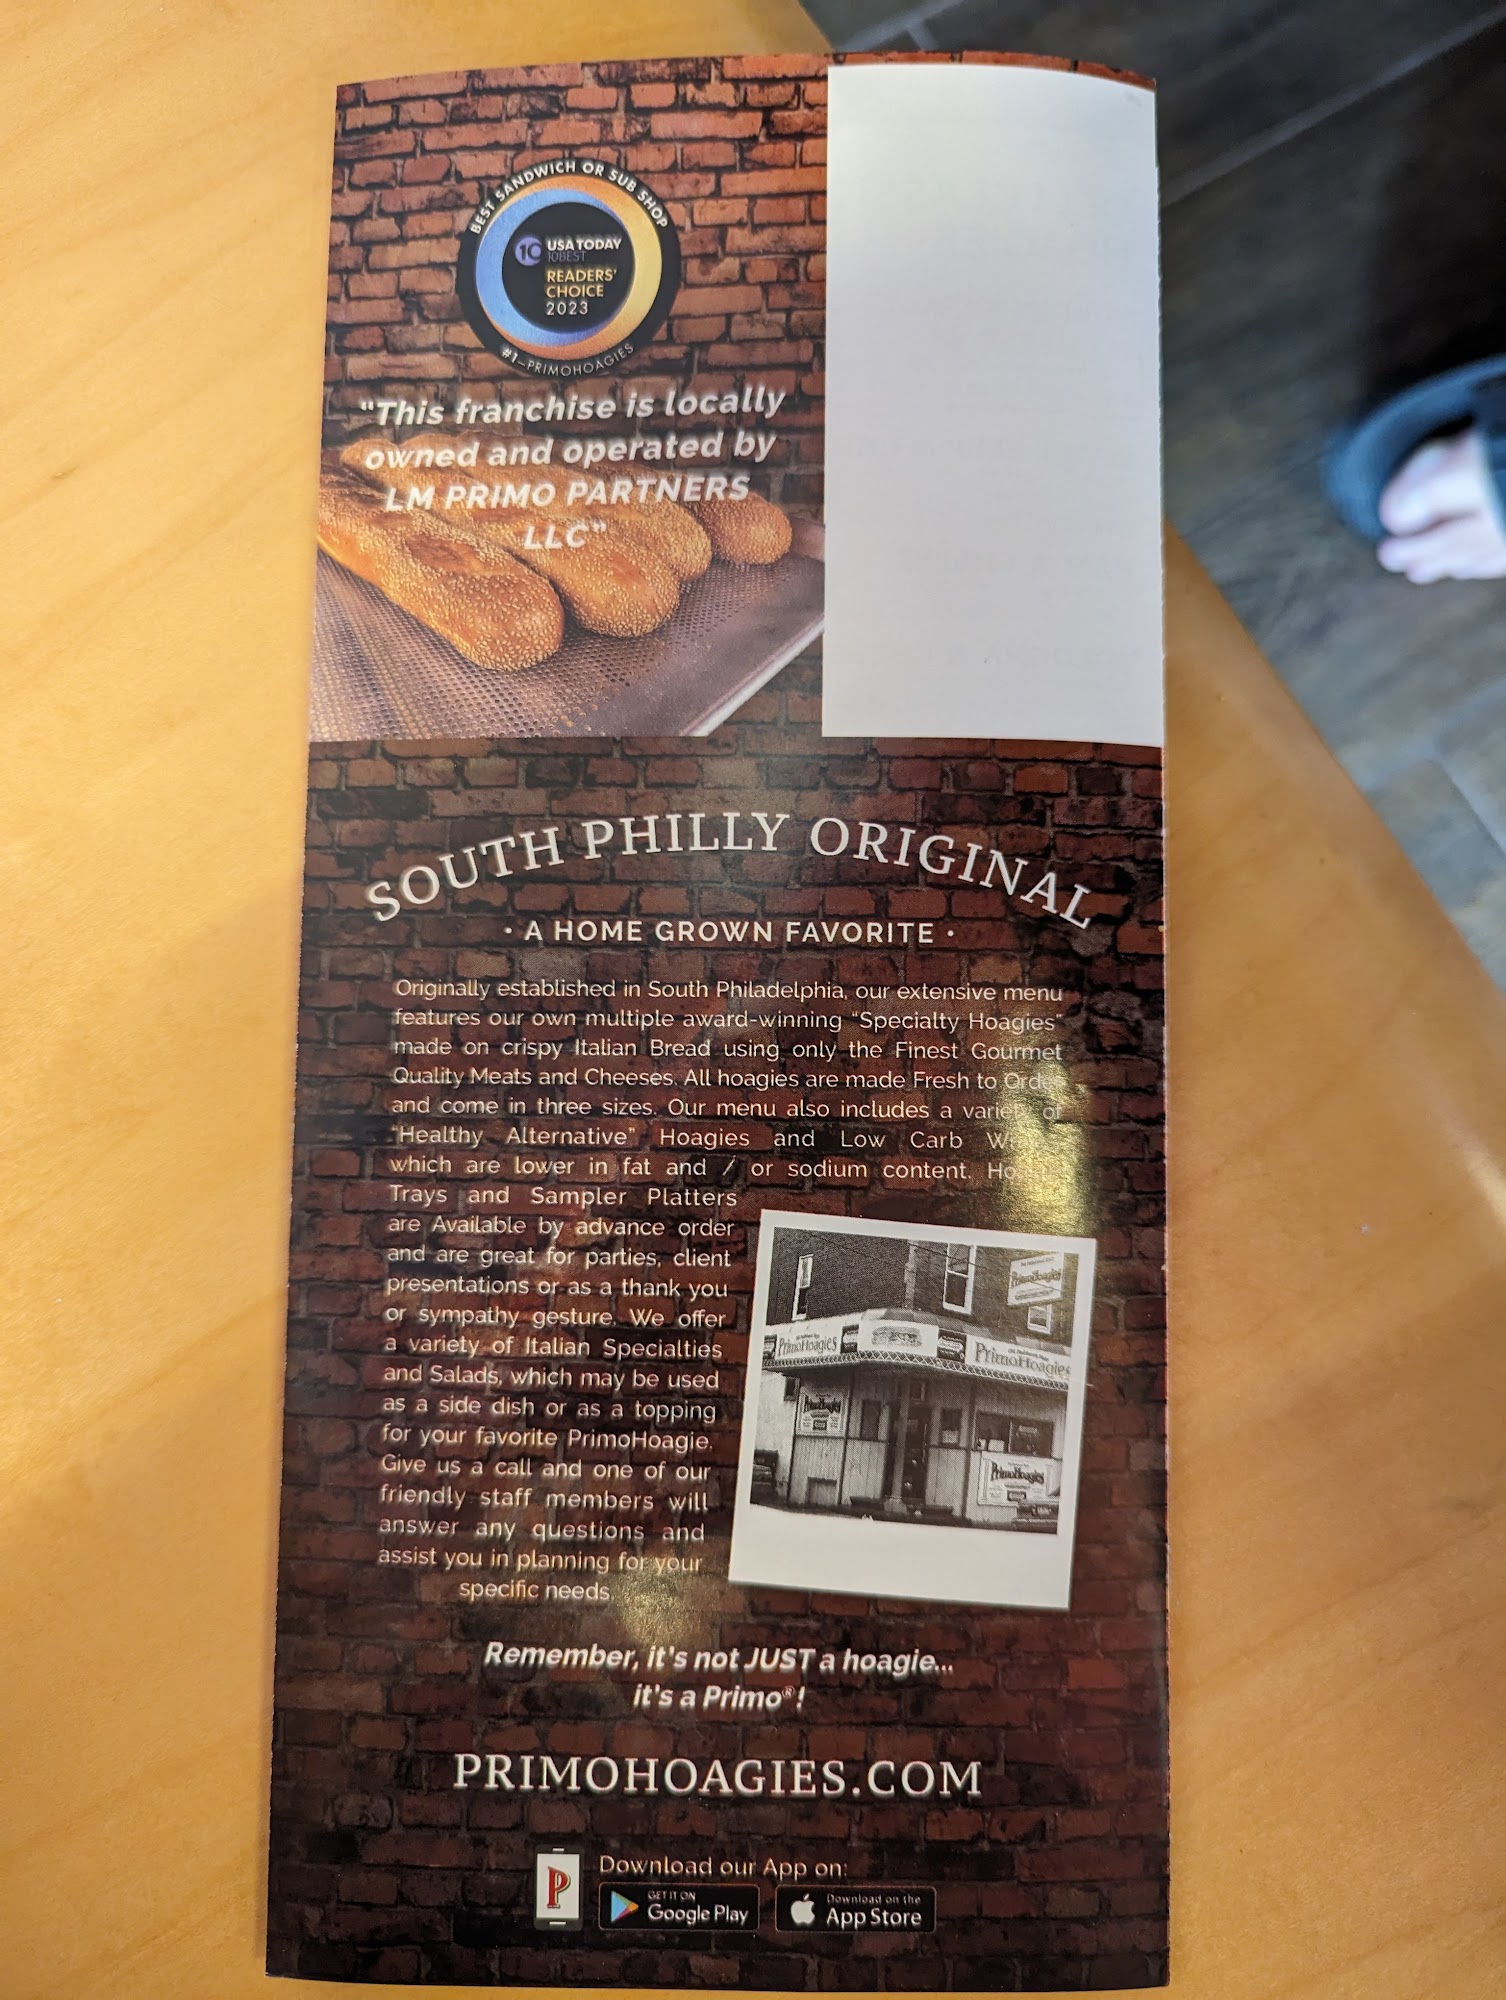 BEST SANDWICH OR SUB SHOP
10 USA TODAY
10BEST
READERS'
CHOICE
2023
#1-PRIMOHOAGIES
"This franchise is locally
owned and operated by
LM PRIMO PARTNERS
LLC"
SOUTH PHILLY ORIGINAL
• A HOME GROWN FAVORITE •
Originally established in South Philadelphia, our extensive menu
features our own multiple award-winning "Specialty Hoagies"
made on crispy Italian Bread using only the Finest Gourmet
Quality Meats and Cheeses. All hoagies are made Fresh to Order
and come in three sizes. Our menu also includes a variety of
"Healthy Alternative" Hoagies and Low Carb
which are lower in fat and / or sodium content.
Trays and Sampler Platters
are Available by advance order
and are great for parties, client
presentations or as a thank you
or sympathy gesture. We offer
a variety of Italian Specialties
and Salads, which may be used
as a side dish or as a topping
for your favorite PrimoHoagie.
Give us a call and one of our
friendly staff members will
answer any questions and
assist you in planning for your
specific needs.
PrimoHoagies
PrimoHoagies
PrimoHoagies
PrimoHoagies
PrimoHoagies
Remember, it's not JUST a hoagie...
it's a Primo®!
PRIMOHOAGIES.COM
P
Download our App on:
GET IT ON
Google Play
Download on the
App Store